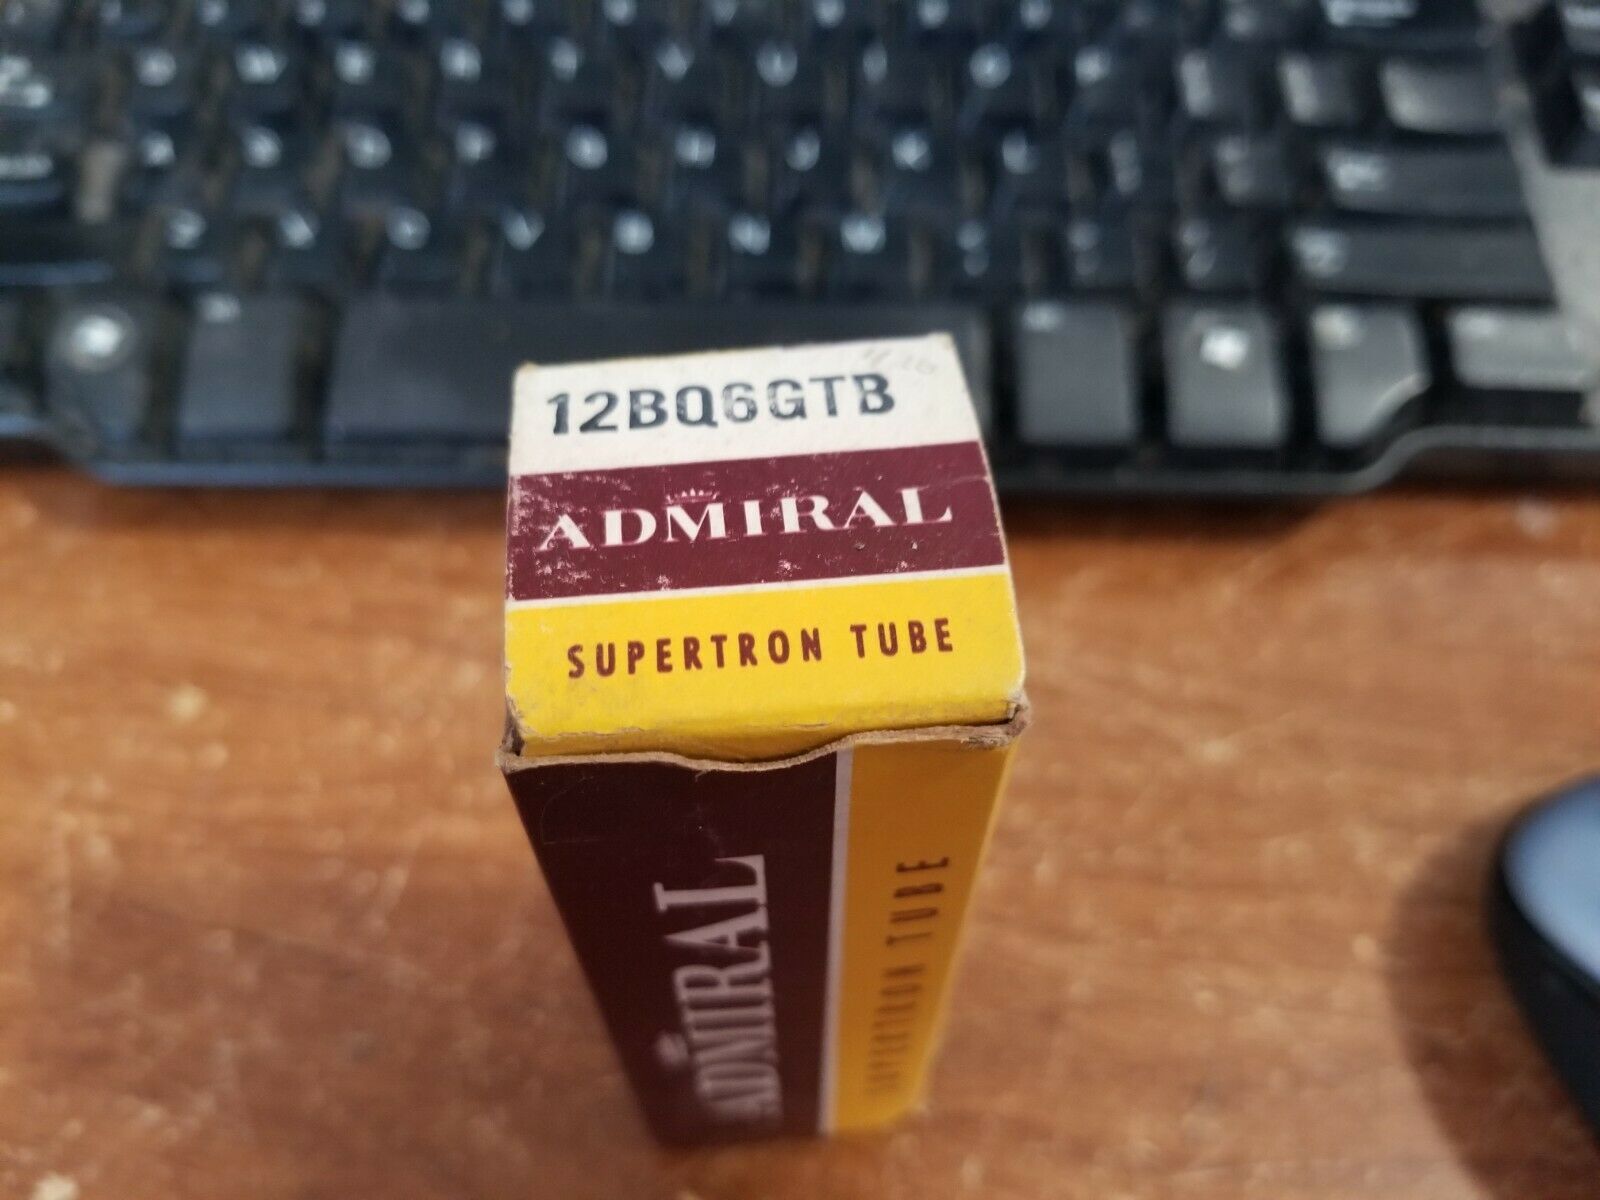 12BQ6GTB
ADMIRAL
SUPERTRON TUBE
ADMIRAL
SUPERTRON TUBE